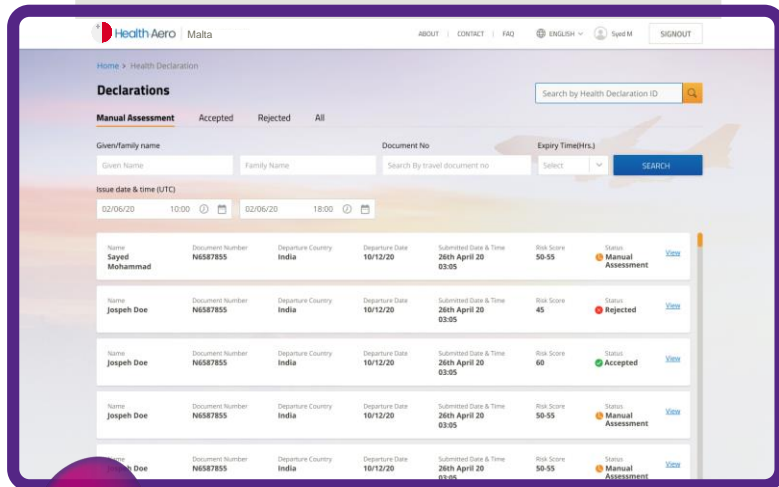 Health Aero | Malta
ABOUT | CONTACT | FAQ
ENGLISH
Syed M
SIGNOUT
Home > Health Declaration
Declarations
Search by Health Declaration ID
Manual Assessment Accepted Rejected All
Given/family name Document No Expiry Time(Hrs.)
Given Name Family Name Search By travel document no Select SEARCH
Issue date & time (UTC)
02/06/20 10:00 02/06/20 18:00
Name Document Number Departure Country Departure Date Submitted Date & Time Risk Score Status
Sayed N6587855 India 10/12/20 26th April 20 50-55 Manual View
Mohammad 03:05 Assessment
Name Document Number Departure Country Departure Date Submitted Date & Time Risk Score Status
Jospeh Doe N6587855 India 10/12/20 26th April 20 45 Rejected View
03:05
Name Document Number Departure Country Departure Date Submitted Date & Time Risk Score Status
Jospeh Doe N6587855 India 10/12/20 26th April 20 60 Accepted View
03:05
Name Document Number Departure Country Departure Date Submitted Date & Time Risk Score Status
Jospeh Doe N6587855 India 10/12/20 26th April 20 50-55 Manual View
03:05 Assessment
Name Document Number Departure Country Departure Date Submitted Date & Time Risk Score Status
Jospeh Doe N6587855 India 10/12/20 26th April 20 50-55 Manual View
03:05 Assessment